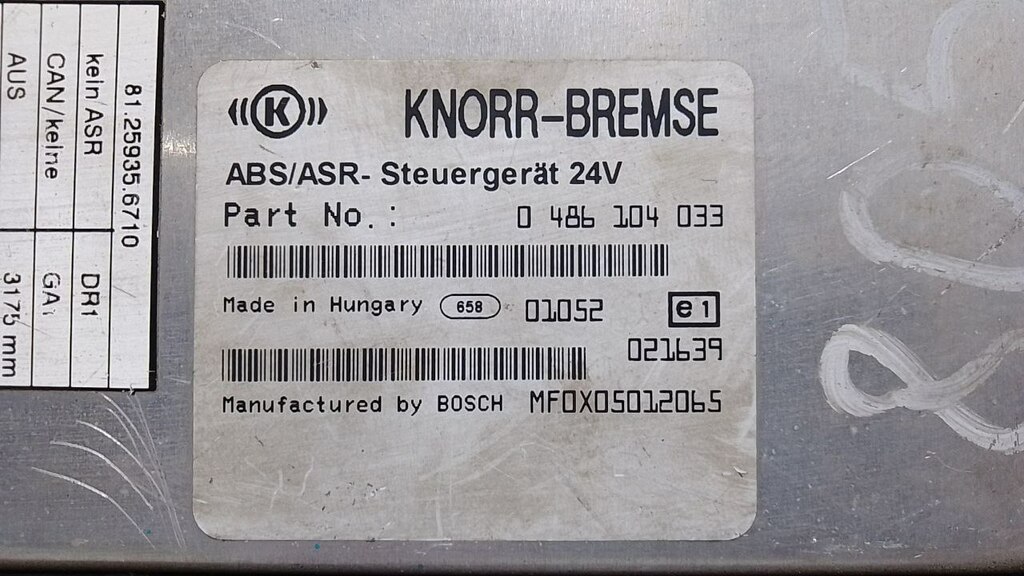 81.25935.6710
kein ASR DR1
CAN/keine GA1
AUS 3175 mm
K KNORR-BREMSE
ABS/ASR- Steuergerät 24V
Part No.: 0 486 104 033
Made in Hungary 658 01052 e1
021639
Manufactured by BOSCH MF0X05012065